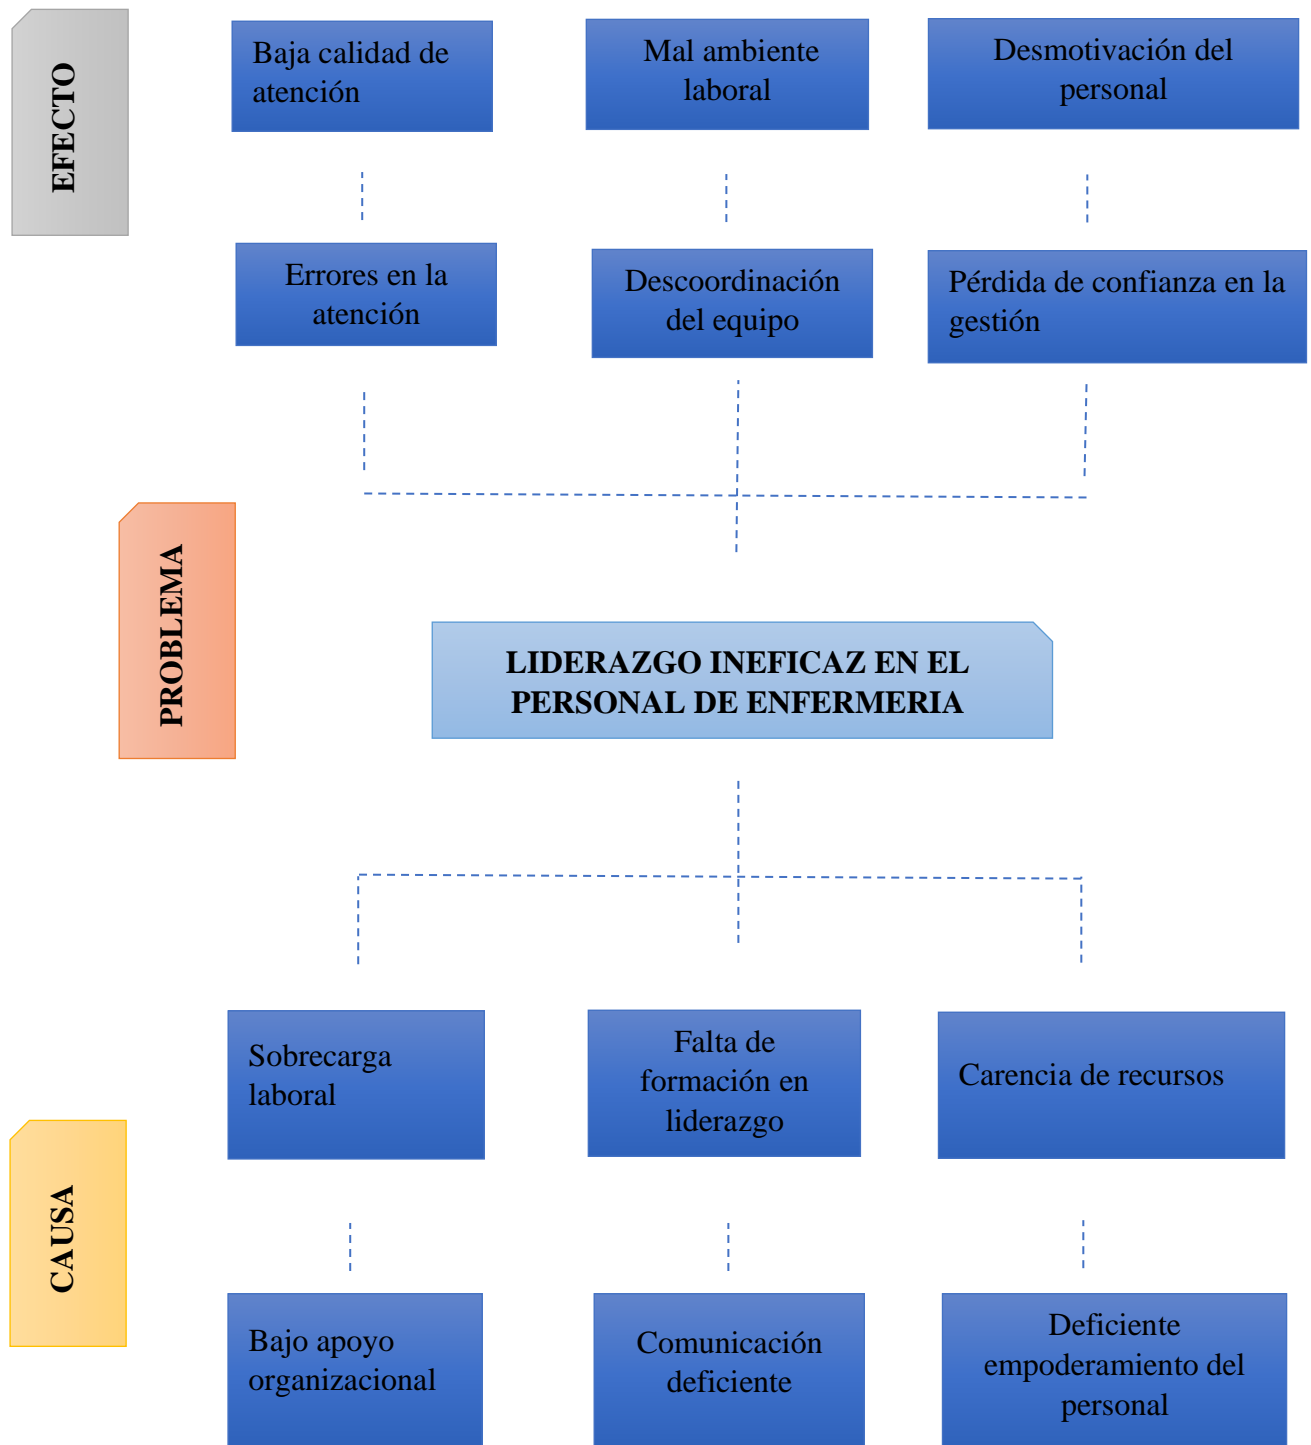 EFECTO
Baja calidad de
atención
Mal ambiente
laboral
Desmotivación del
personal
Errores en la
atención
Descoordinación
del equipo
Pérdida de confianza en la
gestión
PROBLEMA
LIDERAZGO INEFICAZ EN EL
PERSONAL DE ENFERMERIA
CAUSA
Sobrecarga
laboral
Falta de
formación en
liderazgo
Carencia de recursos
Bajo apoyo
organizacional
Comunicación
deficiente
Deficiente
empoderamiento del
personal